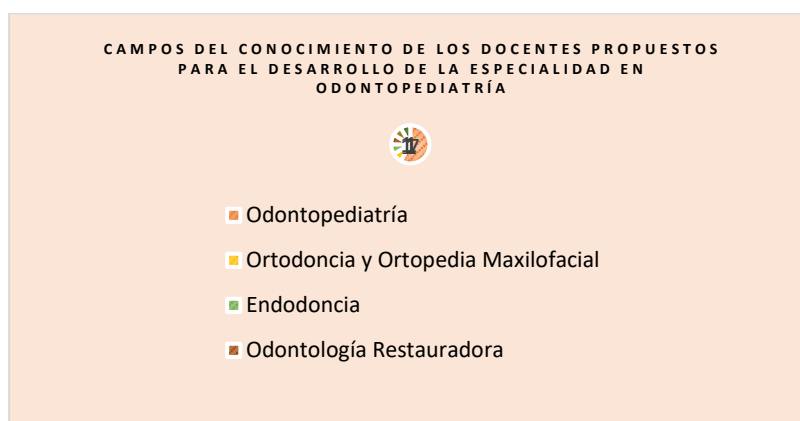 CAMPOS DEL CONOCIMIENTO DE LOS DOCENTES PROPUESTOS
PARA EL DESARROLLO DE LA ESPECIALIDAD EN
ODONTOPEDIATRÍA
Odontopediatría
Ortodoncia y Ortopedia Maxilofacial
Endodoncia
Odontología Restauradora